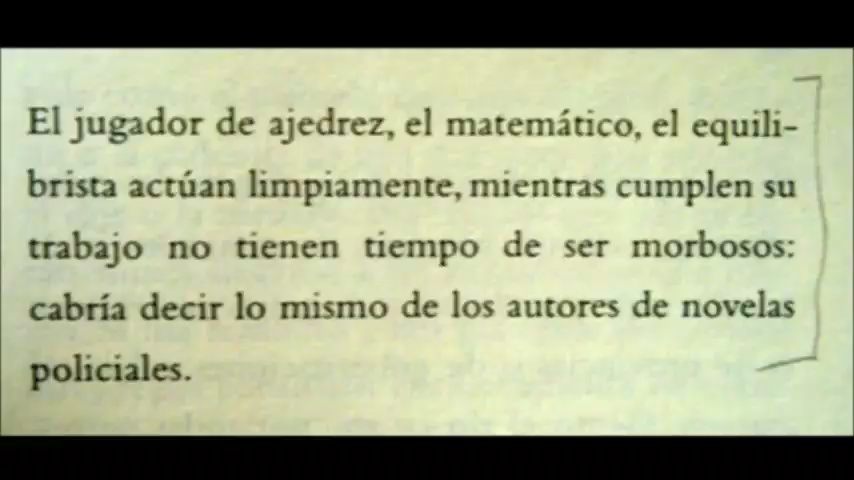 El jugador de ajedrez, el matemático, el equili-
brista actúan limpiamente, mientras cumplen su
trabajo no tienen tiempo de ser morbosos:
cabría decir lo mismo de los autores de novelas
policiales.